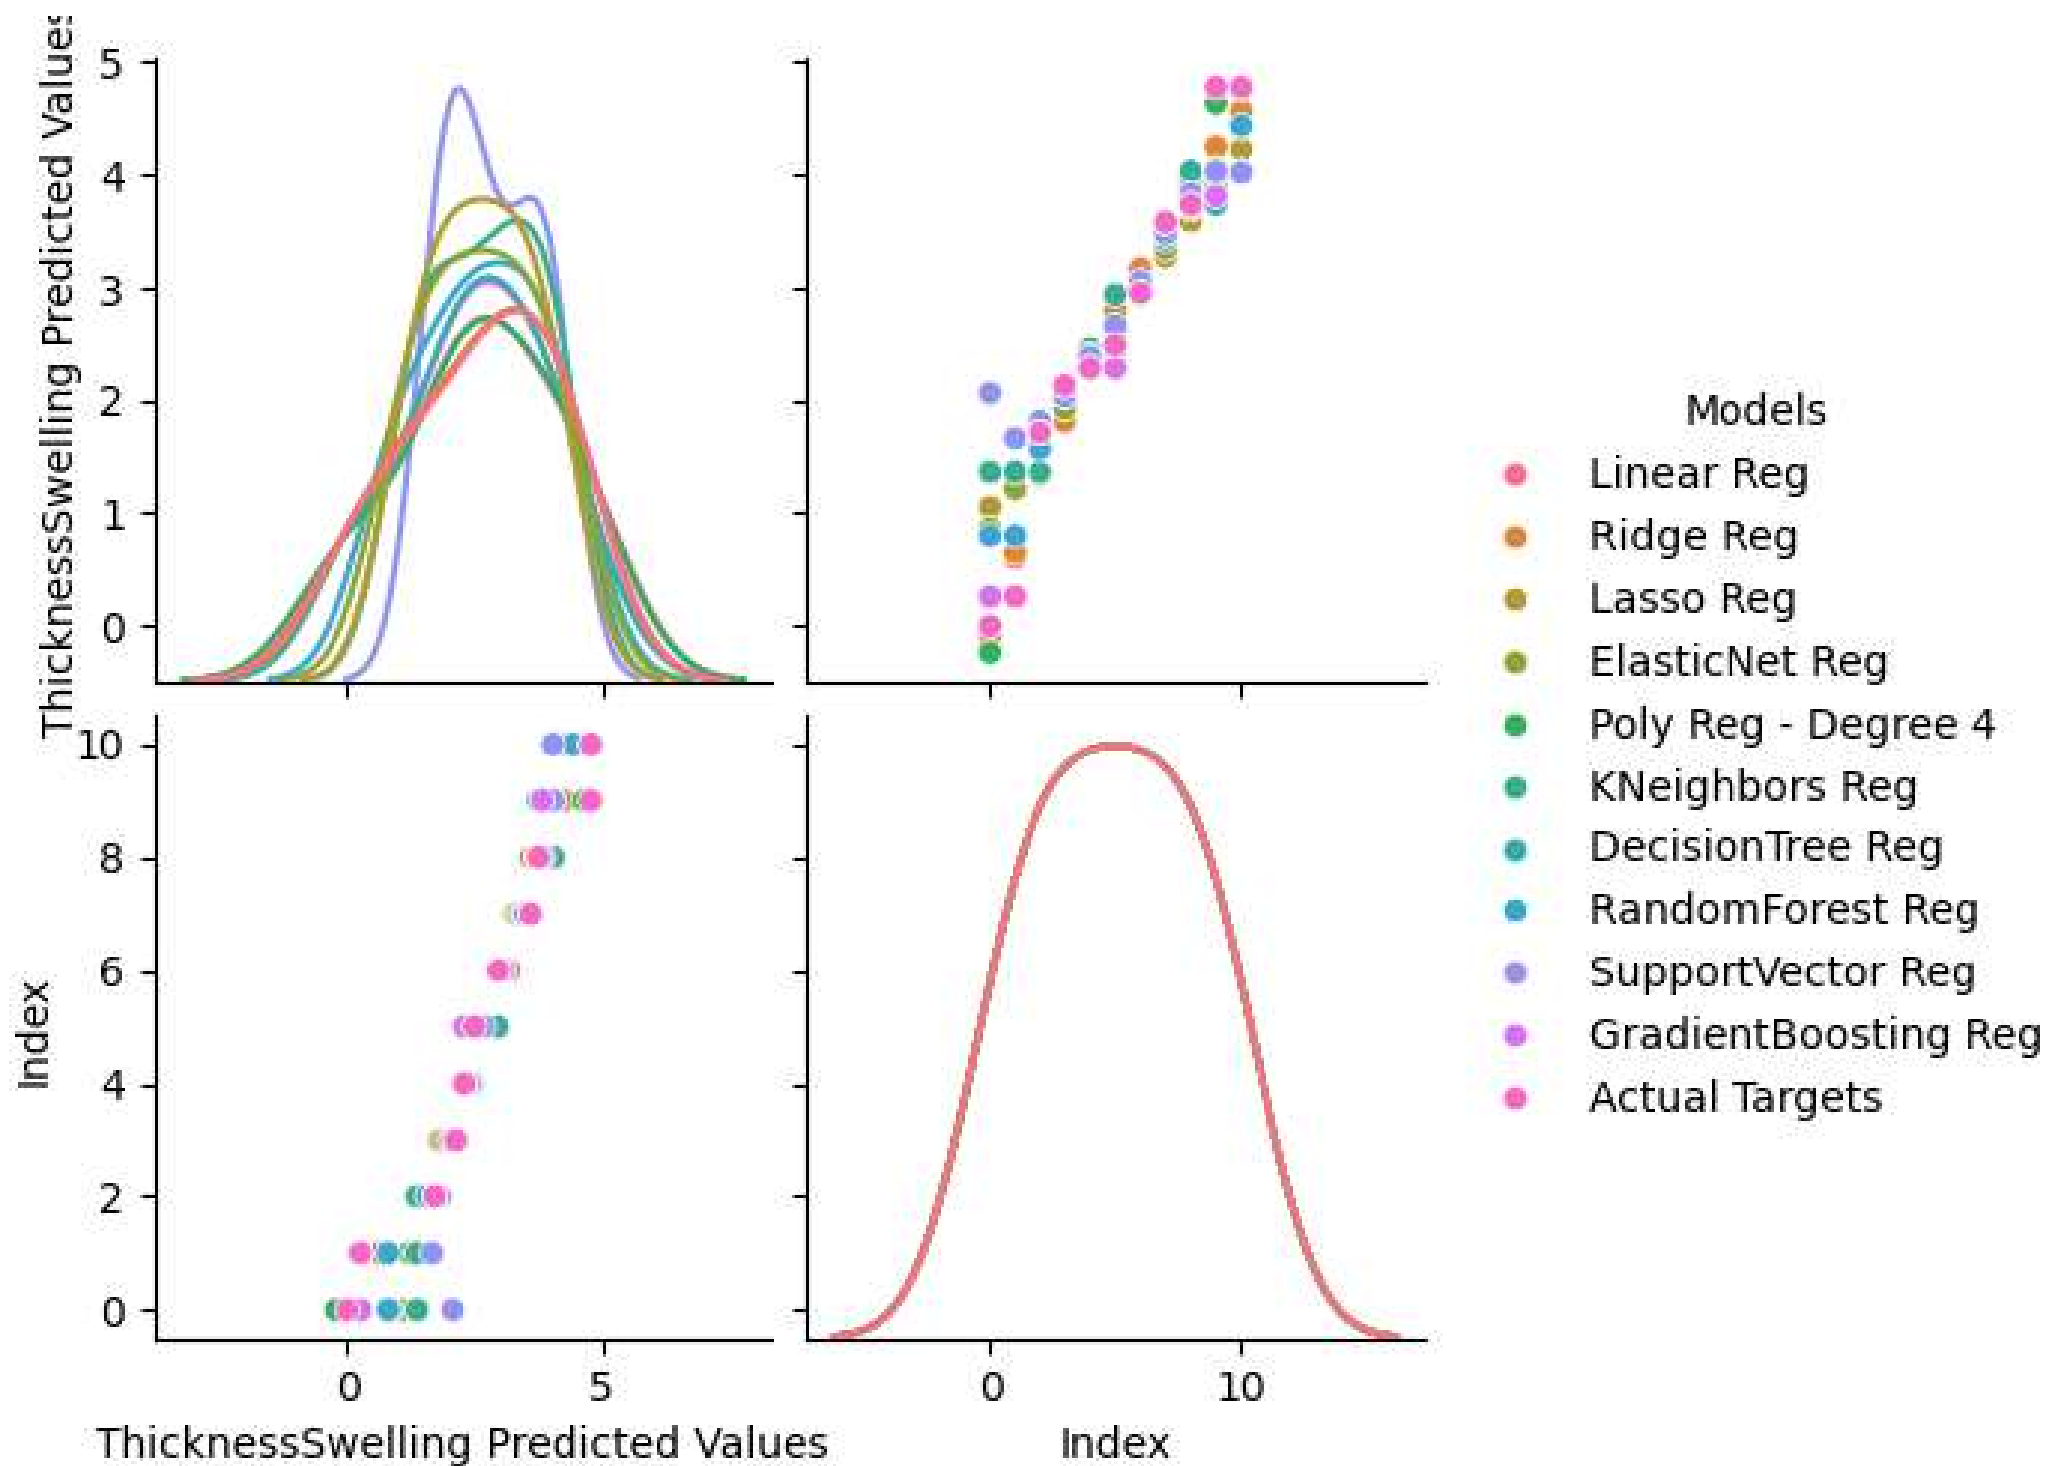 ThicknessSwelling Predicted Values
5
4
3
2
1
0
Index
10
8
6
4
2
0
0
5
ThicknessSwelling Predicted Values
0
10
Index
Models
Linear Reg
Ridge Reg
Lasso Reg
ElasticNet Reg
Poly Reg - Degree 4
KNeighbors Reg
DecisionTree Reg
RandomForest Reg
SupportVector Reg
GradientBoosting Reg
Actual Targets